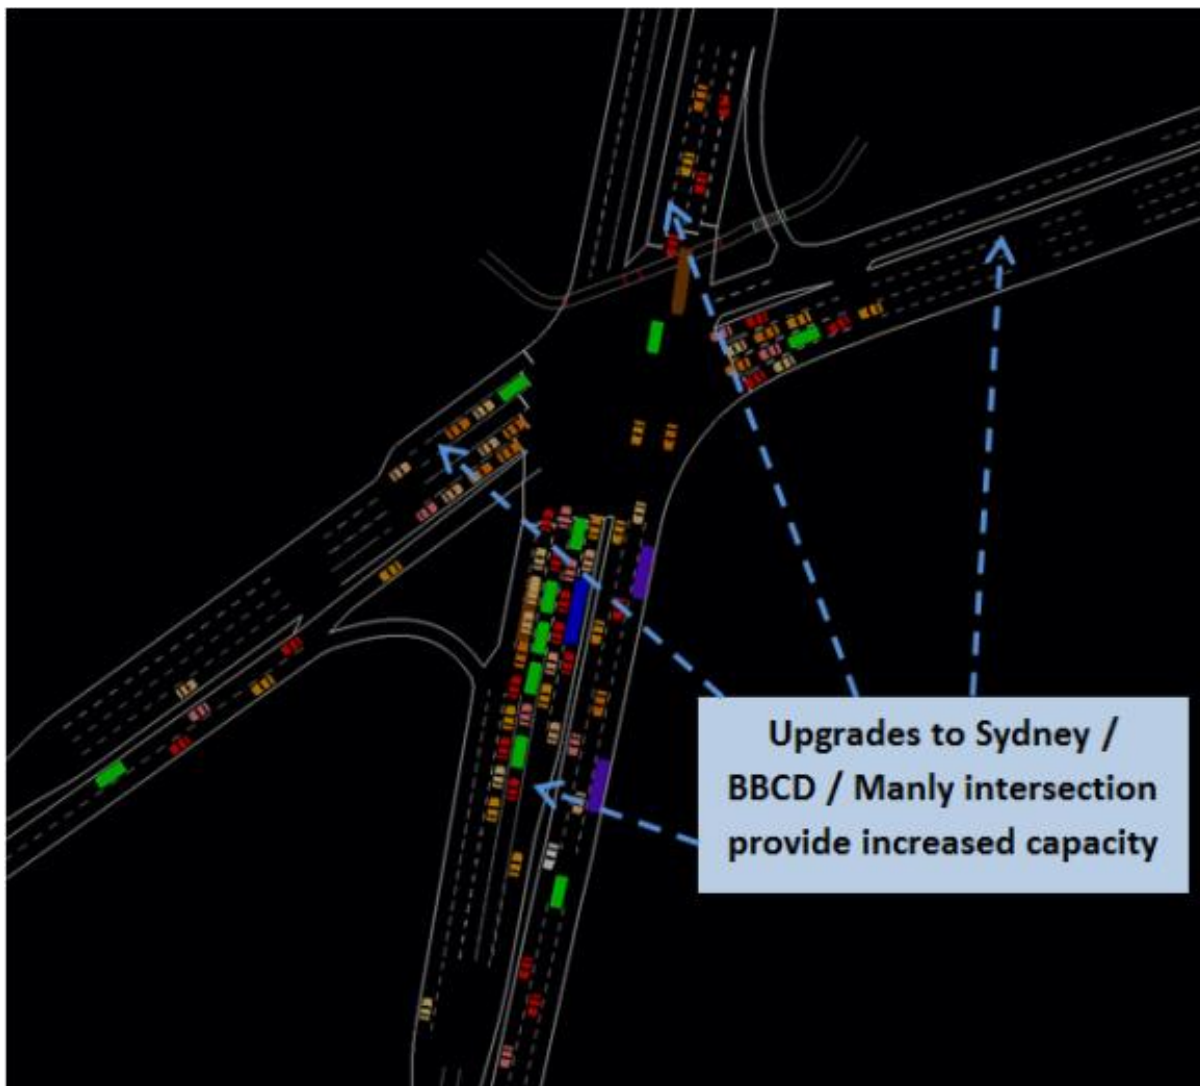 Upgrades to Sydney /
BBCD / Manly intersection
provide increased capacity